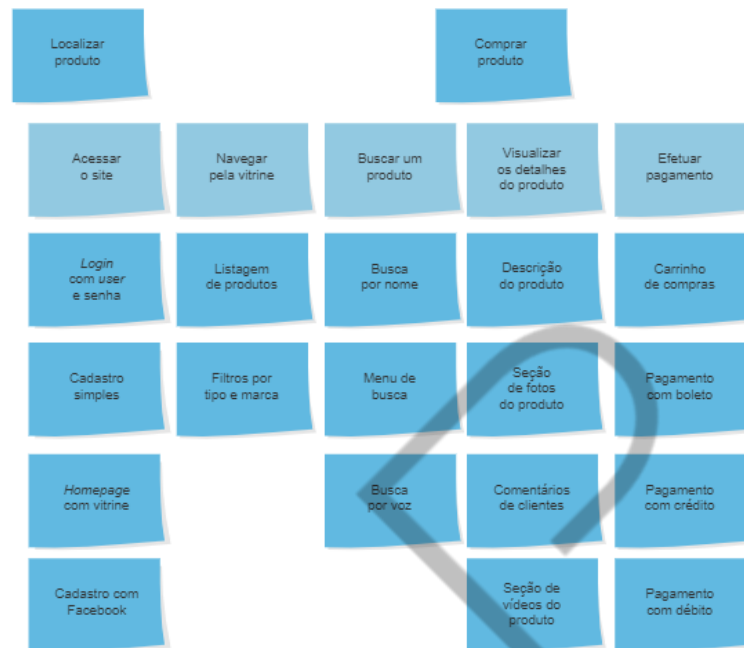 Localizar
produto
Comprar
produto
Acessar
o site
Navegar
pela vitrine
Buscar um
produto
Visualizar
os detalhes
do produto
Efetuar
pagamento
Login
com user
e senha
Listagem
de produtos
Busca
por nome
Descrição
do produto
Carrinho
de compras
Cadastro
simples
Filtros por
tipo e marca
Menu de
busca
Seção
de fotos
do produto
Pagamento
com boleto
Homepage
com vitrine
Busca
por voz
Comentários
de clientes
Pagamento
com crédito
Cadastro com
Facebook
Seção de
vídeos do
produto
Pagamento
com débito